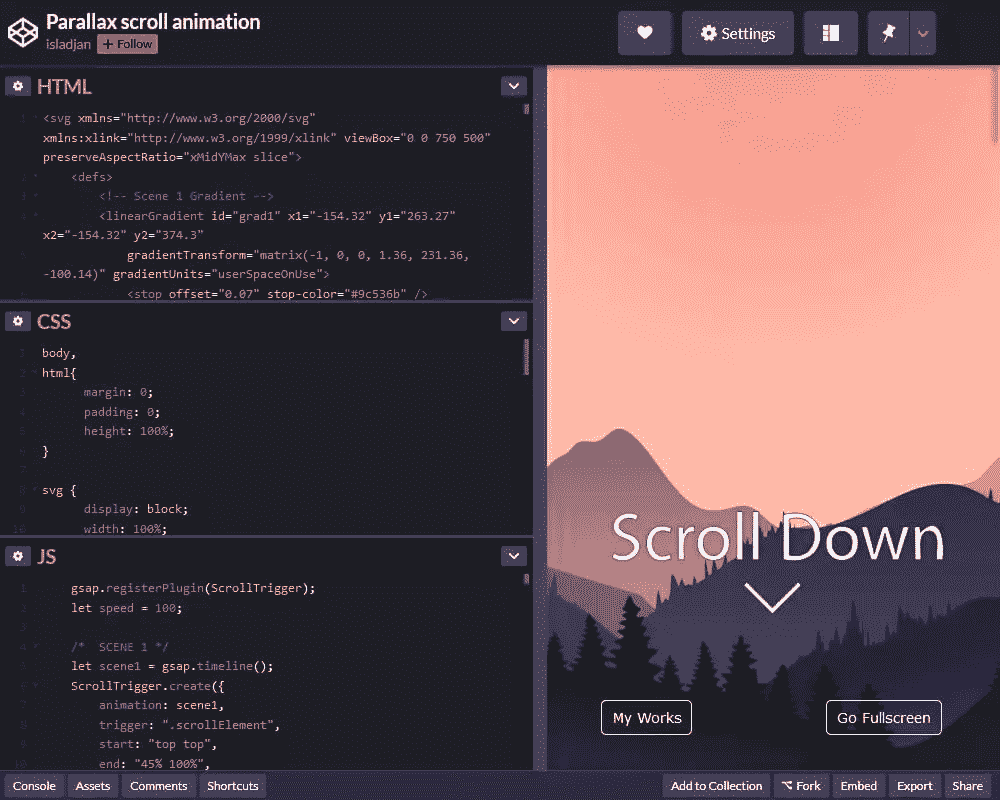 Parallax scroll animation
isladjan
+ Follow
Settings
HTML
<svg xmlns="http://www.w3.org/2000/svg"
xmlns:xlink="http://www.w3.org/1999/xlink" viewBox="0 0 750 500"
preserveAspectRatio="xMidYMax slice">
<defs>
<!-- Scene 1 Gradient -->
<linearGradient id="grad1" x1="-154.32" y1="263.27"
x2="-154.32" y2="374.3"
gradientTransform="matrix(-1, 0, 0, 1.36, 231.36,
-100.14)" gradientUnits="userSpaceOnUse">
<stop offset="0.07" stop-color="#9c536b" />
CSS
body,
html{
margin: 0;
padding: 0;
height: 100%;
}
svg {
display: block;
width: 100%;
JS
gsap.registerPlugin(ScrollTrigger);
let speed = 100;
/*  SCENE 1 */
let scene1 = gsap.timeline();
ScrollTrigger.create({
animation: scene1,
trigger: ".scrollElement",
start: "top top",
end: "45% 100%",
Scroll Down
My Works
Go Fullscreen
Console
Assets
Comments
Shortcuts
Add to Collection
Fork
Embed
Export
Share